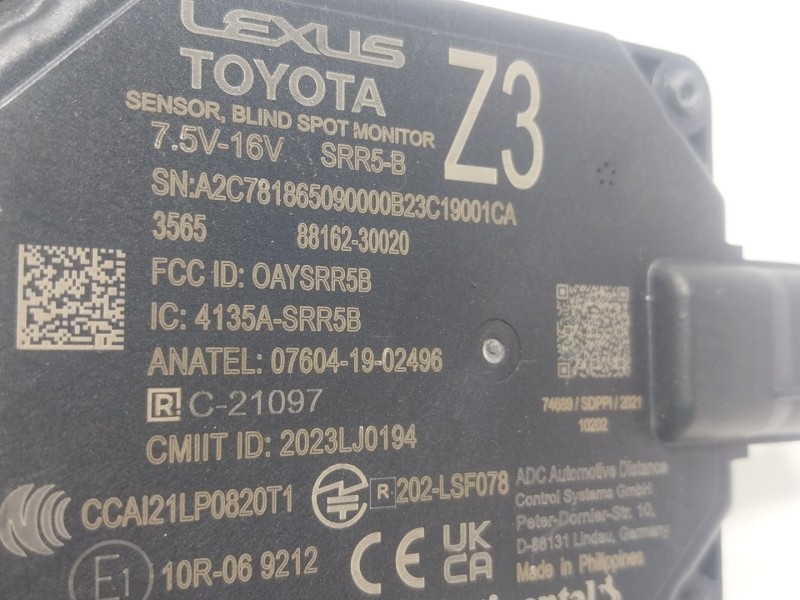 LEXUS
TOYOTA
Z3
SENSOR, BLIND SPOT MONITOR
7.5V-16V SRR5-B
SN:A2C781865090000B23C19001CA
3565 88162-30020
FCC ID: OAYSRR5B
IC: 4135A-SRR5B
ANATEL: 07604-19-02496
R! C-21097
74689 / SDPPI / 2021
10202
CMIIT ID: 2023LJ0194
CCAI21LP0820T1
R 202-LSF078
ADC Automotive Distance
Control Systems GmbH
Peter-Dornier-Str. 10,
D-88131 Lindau, Germany
Made in Philippines
E1 10R-06 9212
CE UK CA